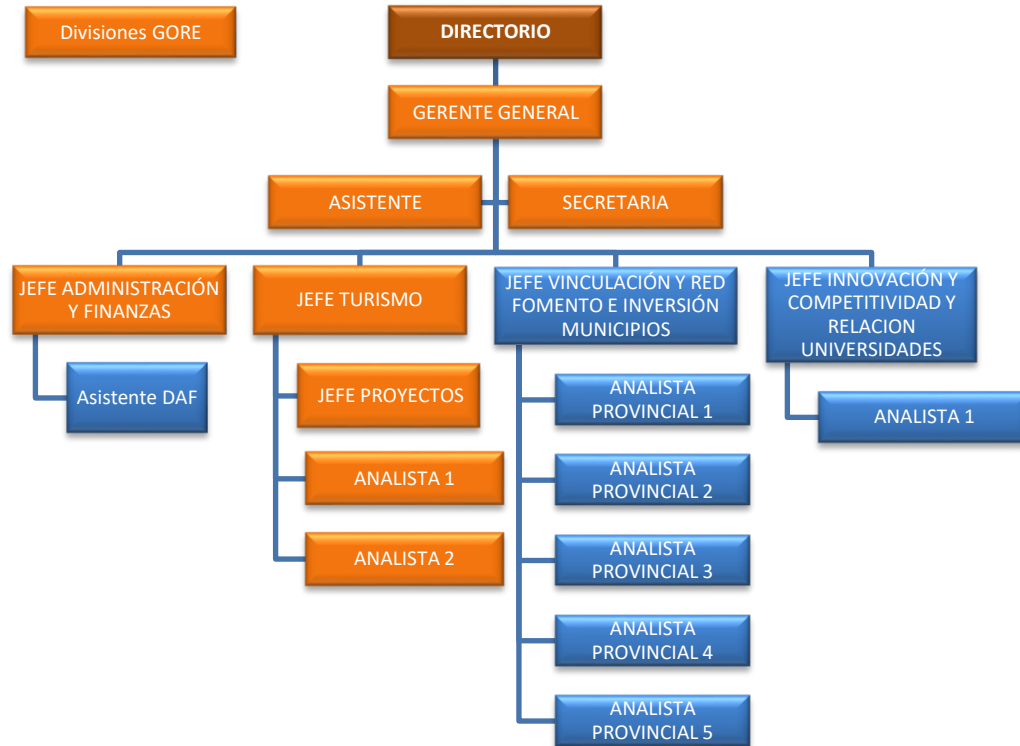 Divisiones GORE
DIRECTORIO
GERENTE GENERAL
ASISTENTE
SECRETARIA
JEFE ADMINISTRACIÓN
Y FINANZAS
JEFE TURISMO
JEFE VINCULACIÓN Y RED
FOMENTO E INVERSIÓN
MUNICIPIOS
JEFE INNOVACIÓN Y
COMPETITIVIDAD Y
RELACION
UNIVERSIDADES
Asistente DAF
JEFE PROYECTOS
ANALISTA 1
ANALISTA 2
ANALISTA
PROVINCIAL 1
ANALISTA
PROVINCIAL 2
ANALISTA
PROVINCIAL 3
ANALISTA
PROVINCIAL 4
ANALISTA
PROVINCIAL 5
ANALISTA 1